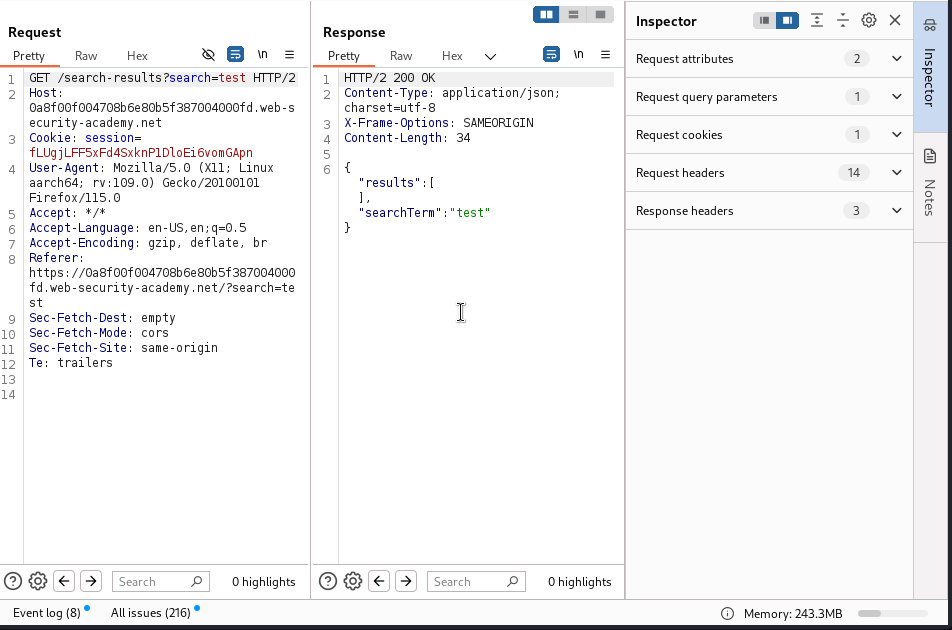 Request
Pretty Raw Hex \n
1 GET /search-results?search=test HTTP/2
2 Host:
0a8f00f004708b6e80b5f387004000fd.web-s
ecurity-academy.net
3 Cookie: session=
fLUgjLFF5xFd4SxknP1DloEi6vomGApn
4 User-Agent: Mozilla/5.0 (X11; Linux
aarch64; rv:109.0) Gecko/20100101
Firefox/115.0
5 Accept: */*
6 Accept-Language: en-US,en;q=0.5
7 Accept-Encoding: gzip, deflate, br
8 Referer:
https://0a8f00f004708b6e80b5f387004000
fd.web-security-academy.net/?search=te
st
9 Sec-Fetch-Dest: empty
10 Sec-Fetch-Mode: cors
11 Sec-Fetch-Site: same-origin
12 Te: trailers
13
14
Search 0 highlights
Response
Pretty Raw Hex \n
1 HTTP/2 200 OK
2 Content-Type: application/json;
charset=utf-8
3 X-Frame-Options: SAMEORIGIN
4 Content-Length: 34
5
6 {
"results":[
],
"searchTerm":"test"
}
Search 0 highlights
Inspector
Request attributes 2
Request query parameters 1
Request cookies 1
Request headers 14
Response headers 3
Inspector
Notes
Event log (8) All issues (216) Memory: 243.3MB